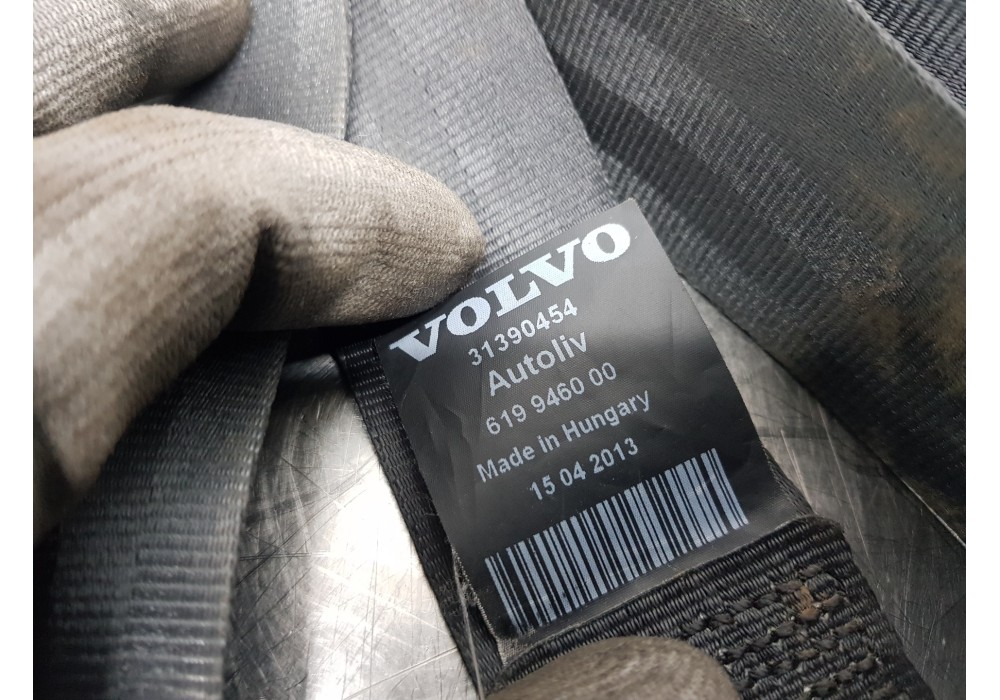 VOLVO
31390454
Autoliv
619 9460 00
Made in Hungary
15 04 2013